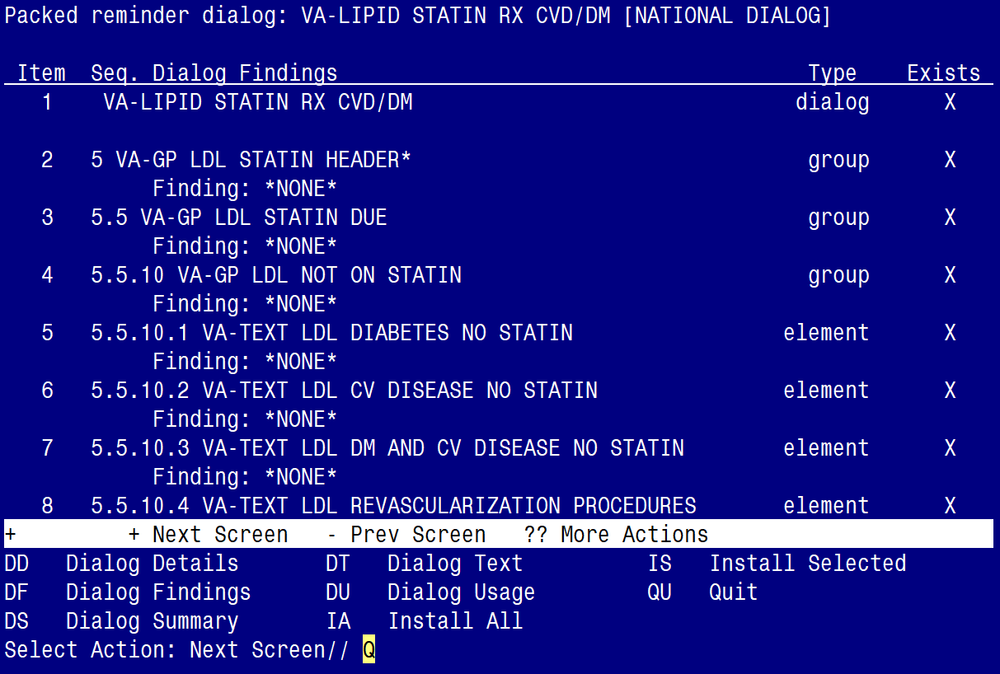 Packed reminder dialog: VA-LIPID STATIN RX CVD/DM [NATIONAL DIALOG]
Item Seq. Dialog Findings Type Exists
1 VA-LIPID STATIN RX CVD/DM dialog X
2 5 VA-GP LDL STATIN HEADER* group X
Finding: *NONE*
3 5.5 VA-GP LDL STATIN DUE group X
Finding: *NONE*
4 5.5.10 VA-GP LDL NOT ON STATIN group X
Finding: *NONE*
5 5.5.10.1 VA-TEXT LDL DIABETES NO STATIN element X
Finding: *NONE*
6 5.5.10.2 VA-TEXT LDL CV DISEASE NO STATIN element X
Finding: *NONE*
7 5.5.10.3 VA-TEXT LDL DM AND CV DISEASE NO STATIN element X
Finding: *NONE*
8 5.5.10.4 VA-TEXT LDL REVASCULARIZATION PROCEDURES element X
+ + Next Screen - Prev Screen ?? More Actions
DD Dialog Details DT Dialog Text IS Install Selected
DF Dialog Findings DU Dialog Usage QU Quit
DS Dialog Summary IA Install All
Select Action: Next Screen// Q